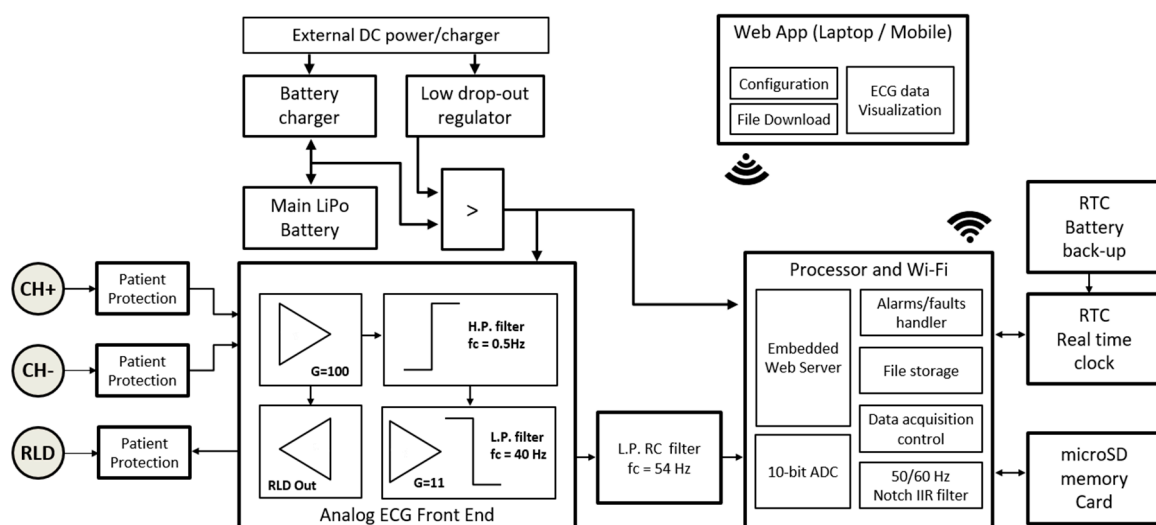 External DC power/charger
Battery
charger
Low drop-out
regulator
Main LiPo
Battery
>
Web App (Laptop / Mobile)
Configuration
File Download
ECG data
Visualization
RTC
Battery
back-up
RTC
Real time
clock
microSD
memory
Card
CH+
Patient
Protection
CH-
Patient
Protection
RLD
Patient
Protection
G=100
H.P. filter
fc = 0.5Hz
RLD Out
G=11
L.P. filter
fc = 40 Hz
Analog ECG Front End
L.P. RC filter
fc = 54 Hz
Processor and Wi-Fi
Embedded
Web Server
10-bit ADC
Alarms/faults
handler
File storage
Data acquisition
control
50/60 Hz
Notch IIR filter